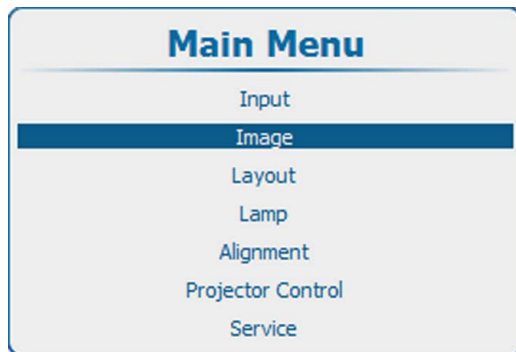 Main Menu
Input
Image
Layout
Lamp
Alignment
Projector Control
Service